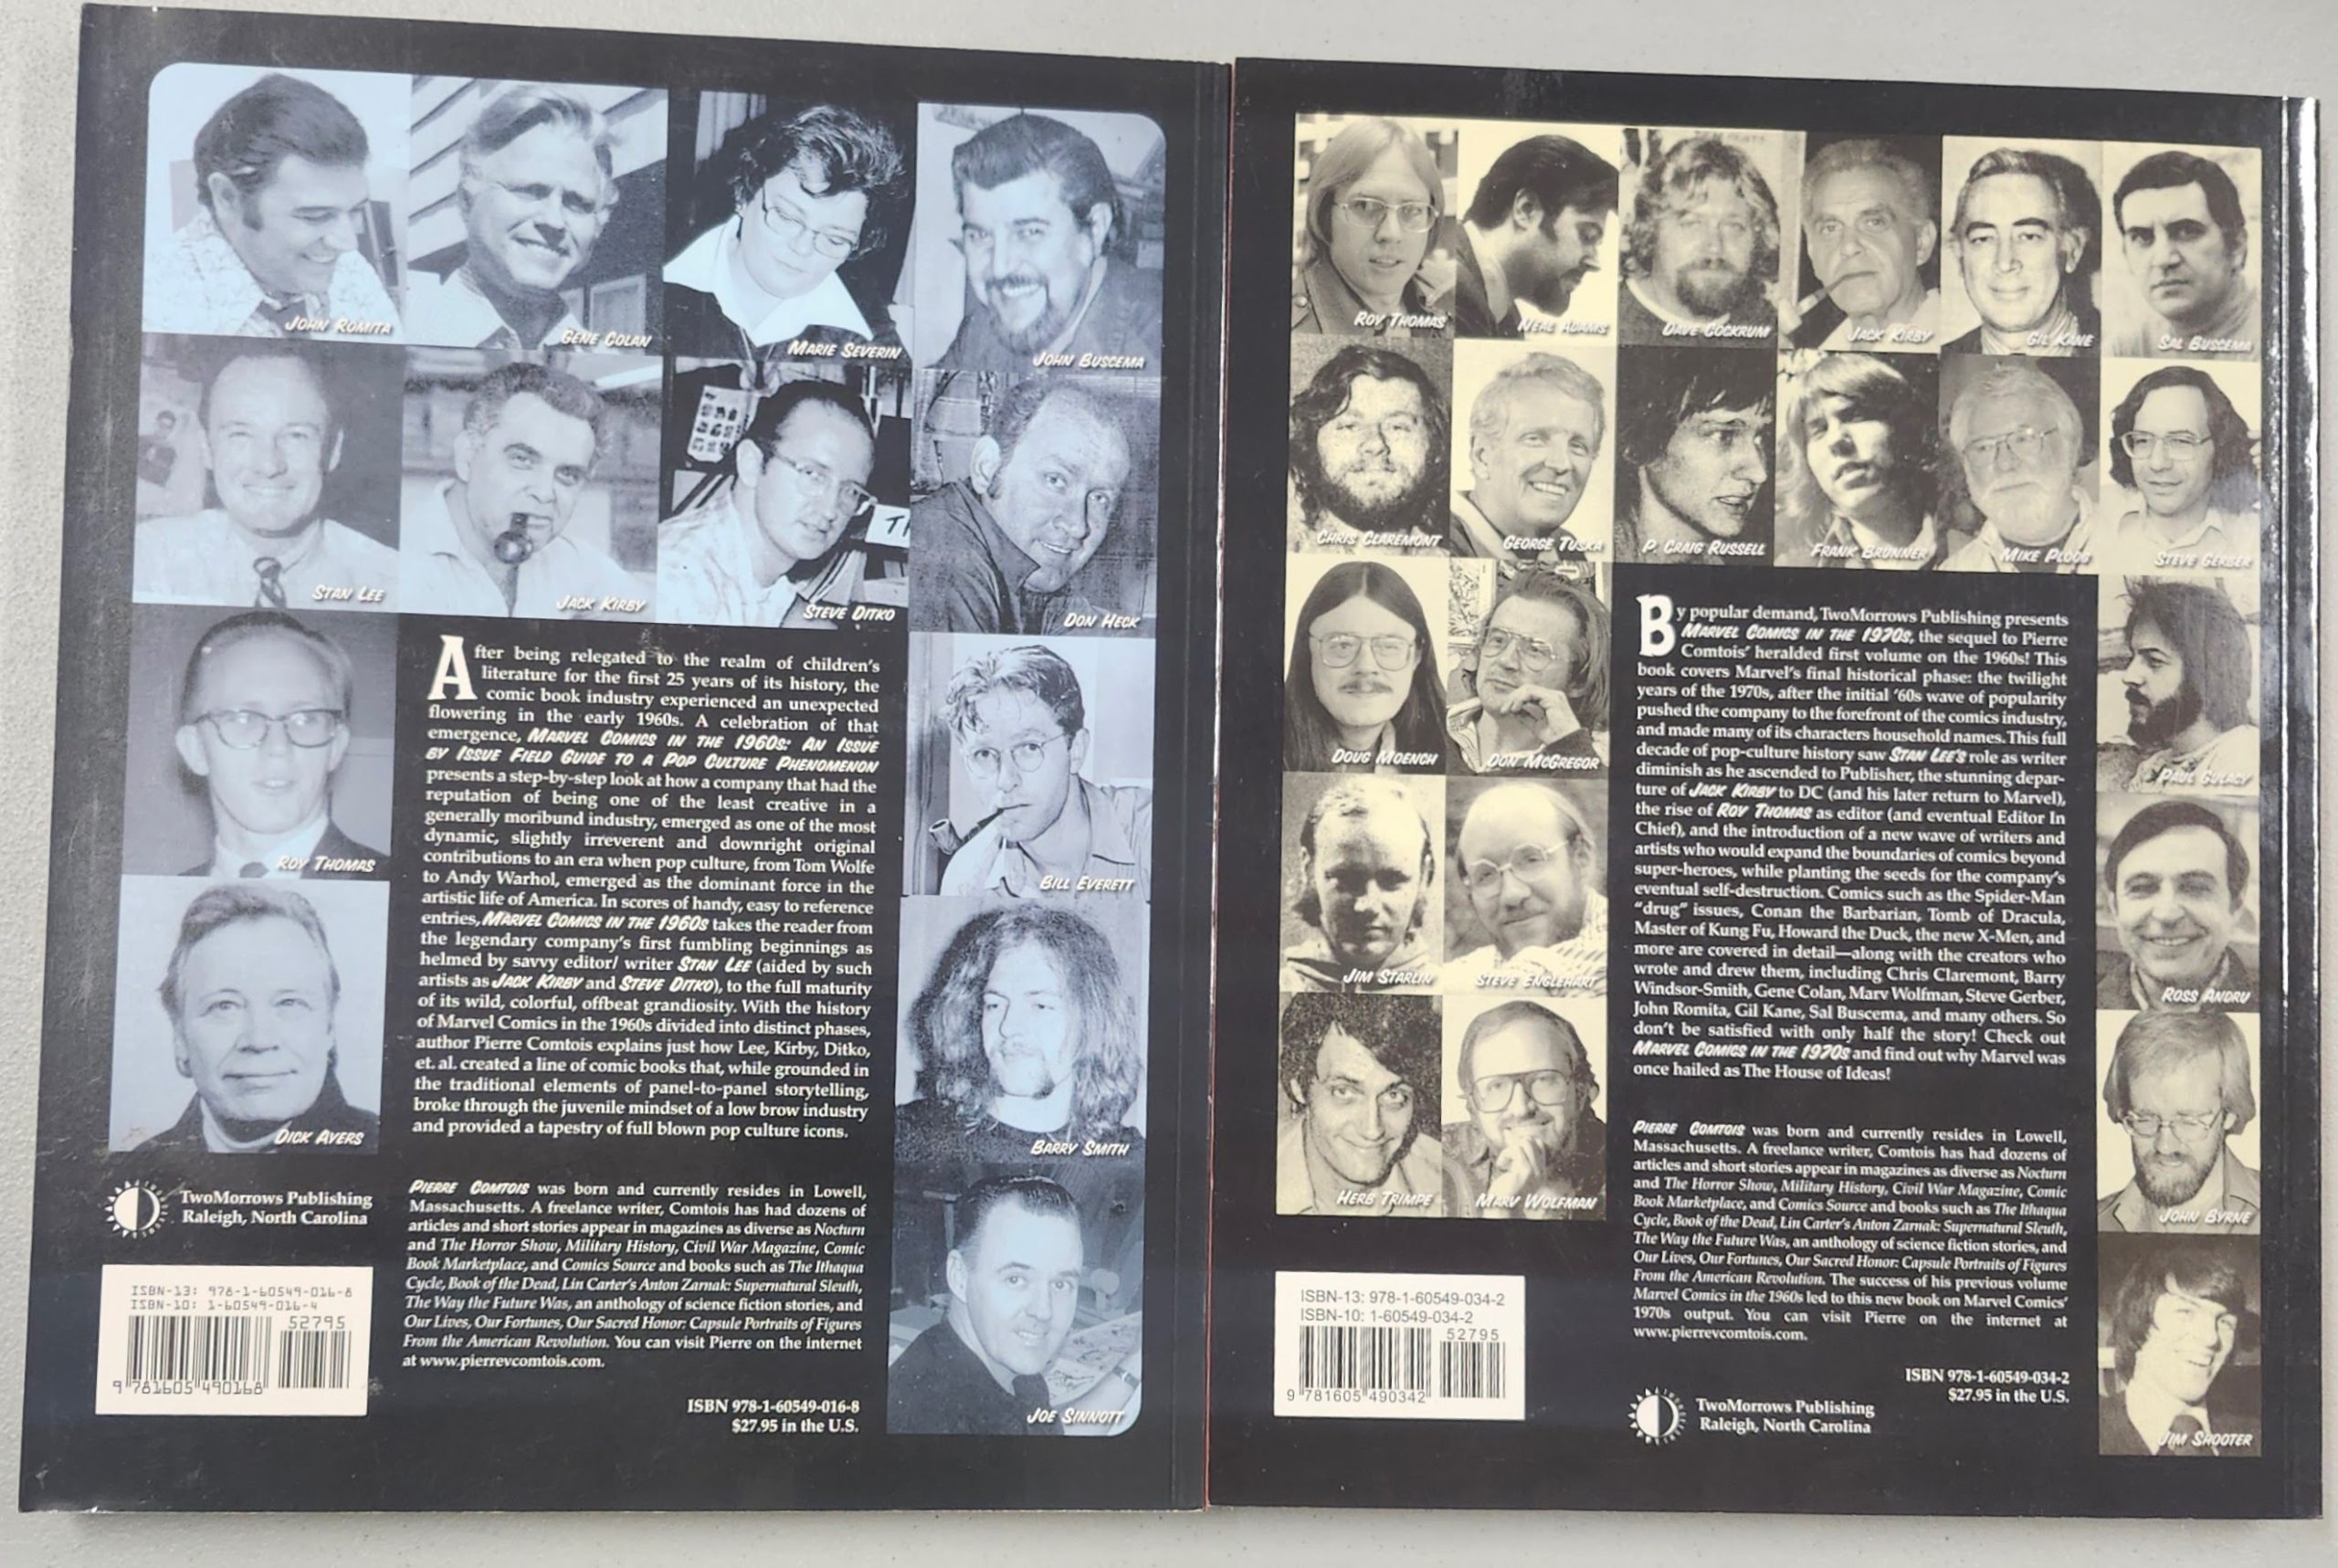 JOHN ROMITA
GENE COLAN
MARIE SEVERIN
JOHN BUSCEMA
STAN LEE
JACK KIRBY
STEVE DITKO
DON HECK
ROY THOMAS
BILL EVERETT
DICK AYERS
BARRY SMITH
JOE SINNOTT
After being relegated to the realm of children's
literature for the first 25 years of its history, the
comic book industry experienced an unexpected
flowering in the early 1960s. A celebration of that
emergence, MARVEL COMICS IN THE 1960s: AN ISSUE
BY ISSUE FIELD GUIDE TO A POP CULTURE PHENOMENON
presents a step-by-step look at how a company that had the
reputation of being one of the least creative in a
generally moribund industry, emerged as one of the most
dynamic, slightly irreverent and downright original
contributions to an era when pop culture, from Tom Wolfe
to Andy Warhol, emerged as the dominant force in the
artistic life of America. In scores of handy, easy to reference
entries, MARVEL COMICS IN THE 1960s takes the reader from
the legendary company's first fumbling beginnings as
helmed by savvy editor/ writer STAN LEE (aided by such
artists as JACK KIRBY and STEVE DITKO), to the full maturity
of its wild, colorful, offbeat grandiosity. With the history
of Marvel Comics in the 1960s divided into distinct phases,
author Pierre Comtois explains just how Lee, Kirby, Ditko,
et. al. created a line of comic books that, while grounded in
the traditional elements of panel-to-panel storytelling,
broke through the juvenile mindset of a low brow industry
and provided a tapestry of full blown pop culture icons.
PIERRE COMTOIS was born and currently resides in Lowell,
Massachusetts. A freelance writer, Comtois has had dozens of
articles and short stories appear in magazines as diverse as Nocturn
and The Horror Show, Military History, Civil War Magazine, Comic
Book Marketplace, and Comics Source and books such as The Ithaqua
Cycle, Book of the Dead, Lin Carter's Anton Zarnak: Supernatural Sleuth,
The Way the Future Was, an anthology of science fiction stories, and
Our Lives, Our Fortunes, Our Sacred Honor: Capsule Portraits of Figures
From the American Revolution. You can visit Pierre on the internet
at www.pierrevcomtois.com.
TwoMorrows Publishing
Raleigh, North Carolina
ISBN-13: 978-1-60549-016-8
ISBN-10: 1-60549-016-4
52795
9 781605 490168
ISBN 978-1-60549-016-8
$27.95 in the U.S.
ROY THOMAS
NEAL ADAMS
DAVE COCKRUM
JACK KIRBY
GIL KANE
SAL BUSCEMA
CHRIS CLAREMONT
GEORGE TUSKA
P. CRAIG RUSSELL
FRANK BRUNNER
MIKE PLOOG
STEVE GERBER
DOUG MOENCH
DON MCGREGOR
PAUL GULACY
JIM STARLIN
STEVE ENGLEHART
ROSS ANDRU
HERB TRIMPE
MARV WOLFMAN
JOHN BYRNE
JIM SHOOTER
By popular demand, TwoMorrows Publishing presents
MARVEL COMICS IN THE 1970s, the sequel to Pierre
Comtois' heralded first volume on the 1960s! This
book covers Marvel's final historical phase: the twilight
years of the 1970s, after the initial '60s wave of popularity
pushed the company to the forefront of the comics industry,
and made many of its characters household names. This full
decade of pop-culture history saw STAN LEE'S role as writer
diminish as he ascended to Publisher, the stunning depar-
ture of JACK KIRBY to DC (and his later return to Marvel),
the rise of ROY THOMAS as editor (and eventual Editor In
Chief), and the introduction of a new wave of writers and
artists who would expand the boundaries of comics beyond
super-heroes, while planting the seeds for the company's
eventual self-destruction. Comics such as the Spider-Man
"drug" issues, Conan the Barbarian, Tomb of Dracula,
Master of Kung Fu, Howard the Duck, the new X-Men, and
more are covered in detail—along with the creators who
wrote and drew them, including Chris Claremont, Barry
Windsor-Smith, Gene Colan, Marv Wolfman, Steve Gerber,
John Romita, Gil Kane, Sal Buscema, and many others. So
don't be satisfied with only half the story! Check out
MARVEL COMICS IN THE 1970s and find out why Marvel was
once hailed as The House of Ideas!
PIERRE COMTOIS was born and currently resides in Lowell,
Massachusetts. A freelance writer, Comtois has had dozens of
articles and short stories appear in magazines as diverse as Nocturn
and The Horror Show, Military History, Civil War Magazine, Comic
Book Marketplace, and Comics Source and books such as The Ithaqua
Cycle, Book of the Dead, Lin Carter's Anton Zarnak: Supernatural Sleuth,
The Way the Future Was, an anthology of science fiction stories, and
Our Lives, Our Fortunes, Our Sacred Honor: Capsule Portraits of Figures
From the American Revolution. The success of his previous volume
Marvel Comics in the 1960s led to this new book on Marvel Comics'
1970s output. You can visit Pierre on the internet at
www.pierrevcomtois.com.
ISBN-13: 978-1-60549-034-2
ISBN-10: 1-60549-034-2
52795
9 781605 490342
ISBN 978-1-60549-034-2
$27.95 in the U.S.
TwoMorrows Publishing
Raleigh, North Carolina